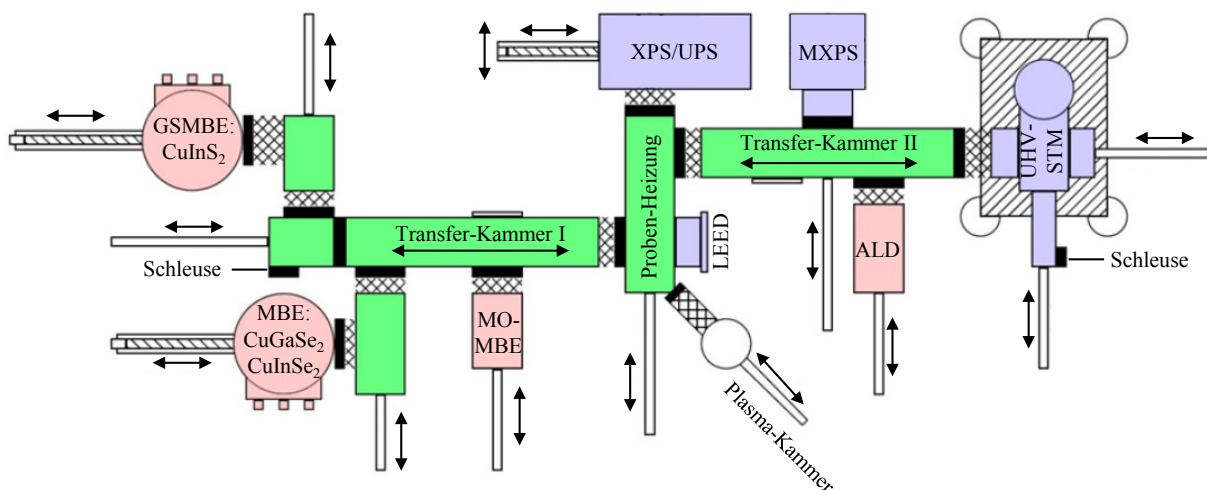 XPS/UPS
MXPS
GSMBE:
CuInS₂
UHV-
STM
Transfer-Kammer II
Transfer-Kammer I
Proben-Heizung
LEED
ALD
Schleuse
Schleuse
MBE:
CuGaSe₂
CuInSe₂
MO-
MBE
Plasma-Kammer